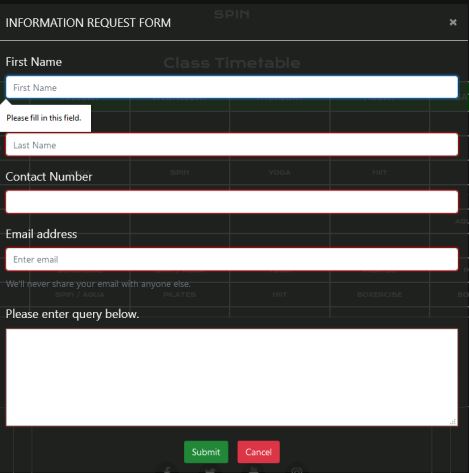 SPIN
INFORMATION REQUEST FORM ×
Class Timetable
First Name
First Name
Please fill in this field.
Last Name
SPIN YOGA HIIT
Contact Number
Email address
Enter email
We'll never share your email with anyone else.
SPIN / AQUA PILATES HIIT BOXERCISE
Please enter query below.
Submit Cancel